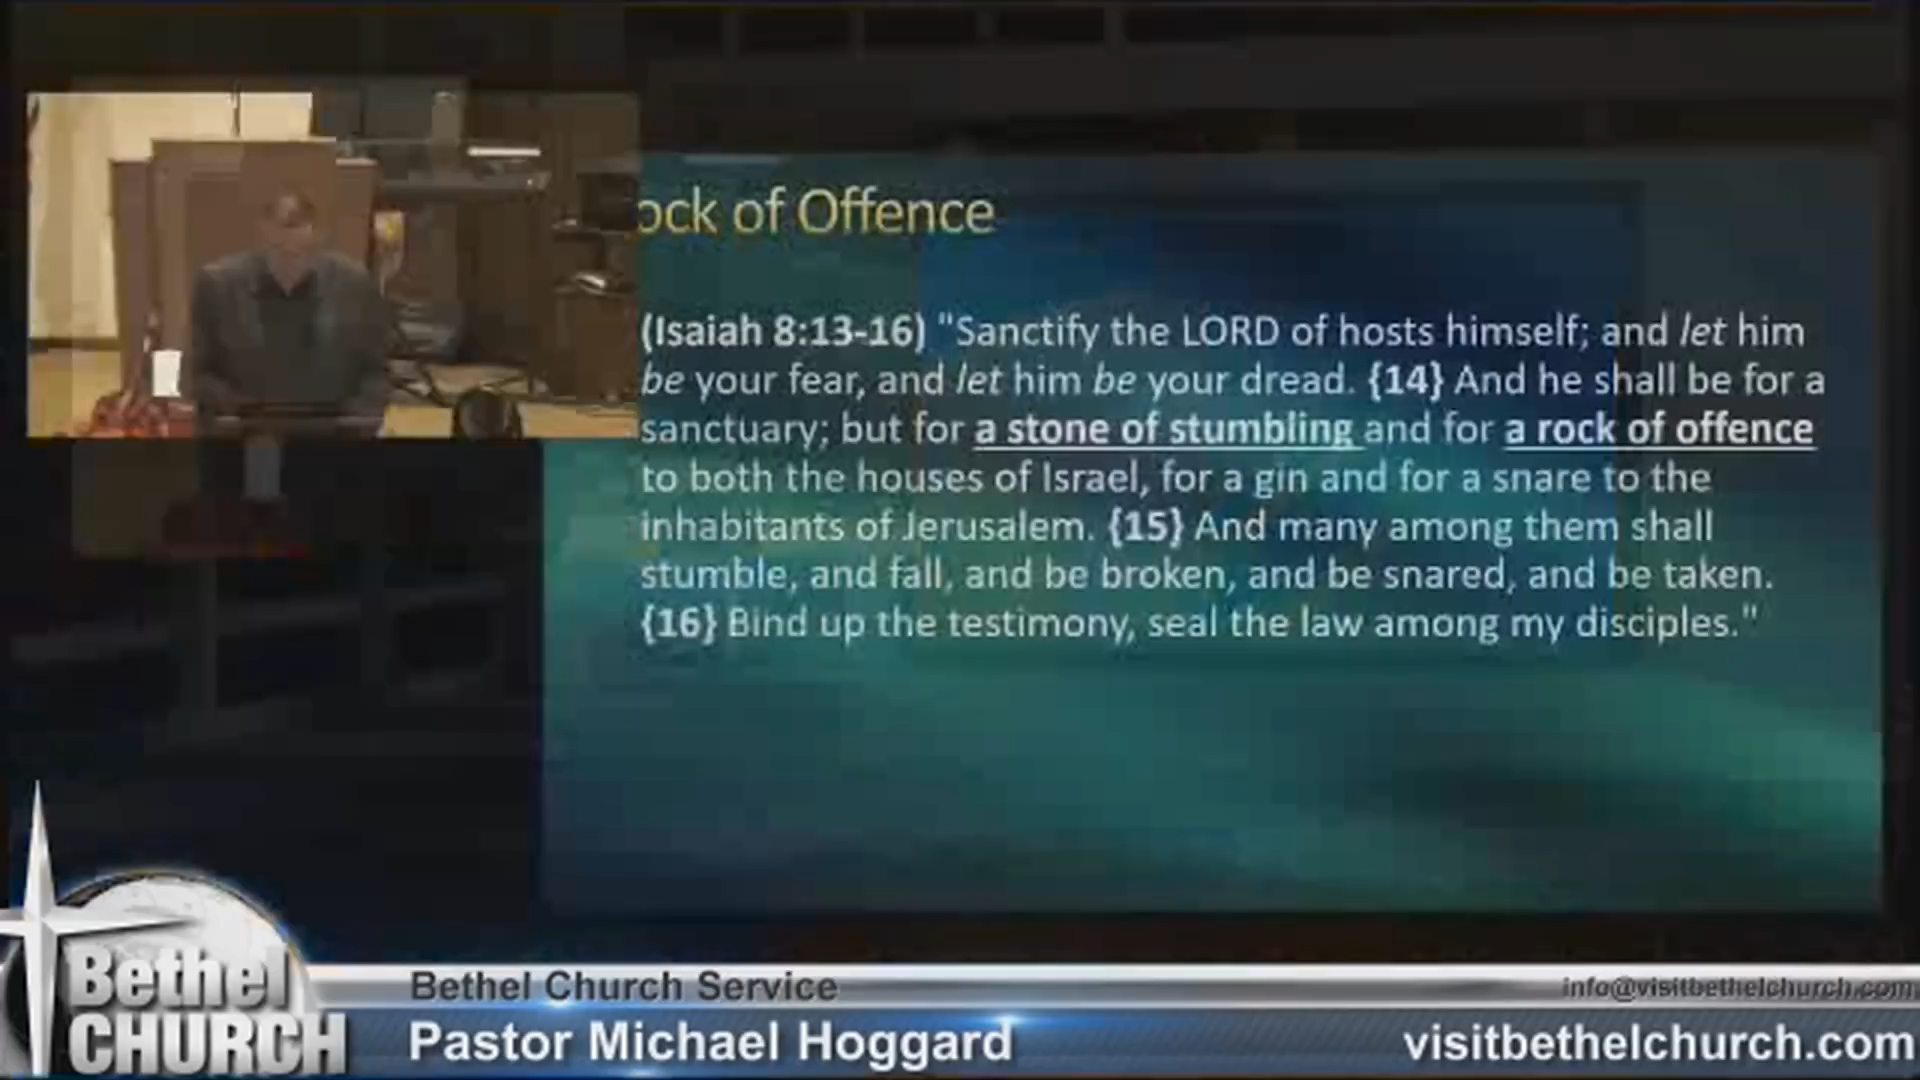 ock of Offence
(Isaiah 8:13-16) "Sanctify the LORD of hosts himself; and let him
be your fear, and let him be your dread. {14} And he shall be for a
sanctuary; but for a stone of stumbling and for a rock of offence
to both the houses of Israel, for a gin and for a snare to the
inhabitants of Jerusalem. {15} And many among them shall
stumble, and fall, and be broken, and be snared, and be taken.
{16} Bind up the testimony, seal the law among my disciples."
Bethel
CHURCH
Bethel Church Service
info@visitbethelchurch.com
Pastor Michael Hoggard
visitbethelchurch.com